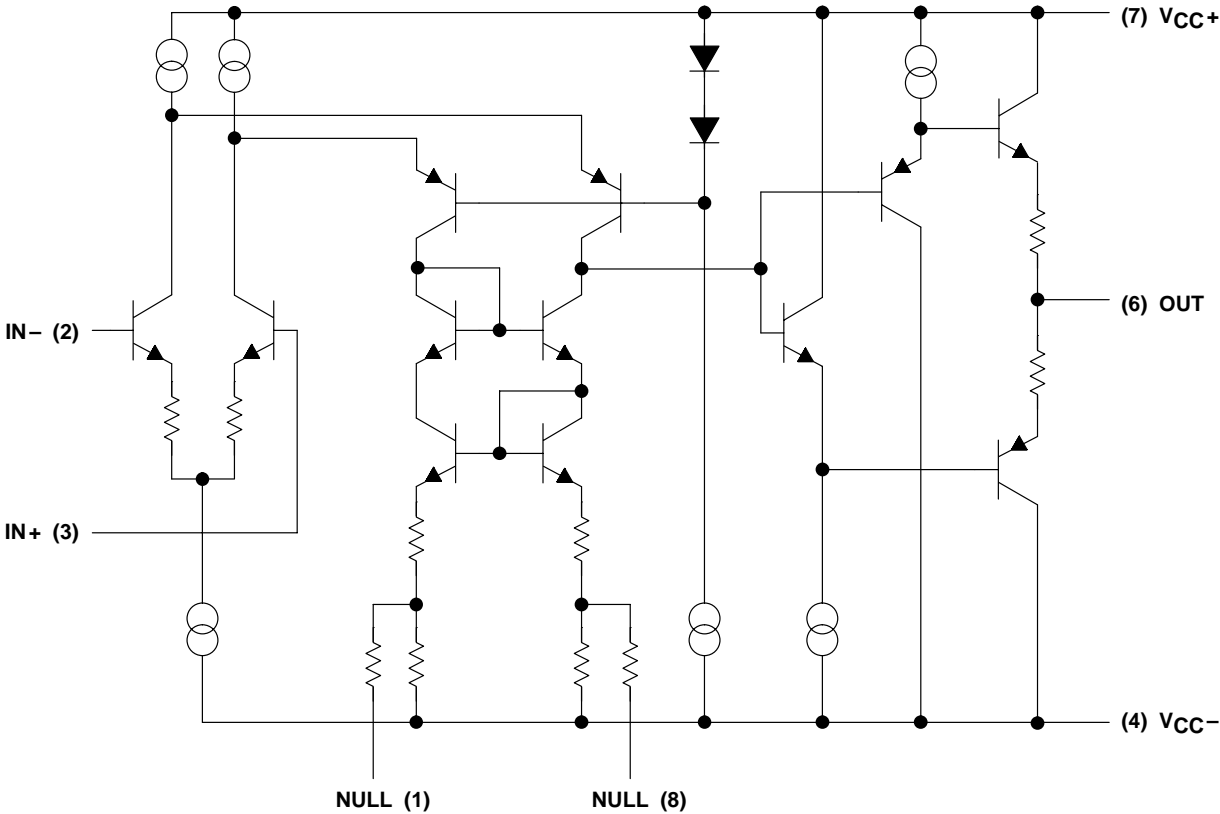 (7) VCC+
IN− (2)
(6) OUT
IN+ (3)
(4) VCC−
NULL (1)
NULL (8)